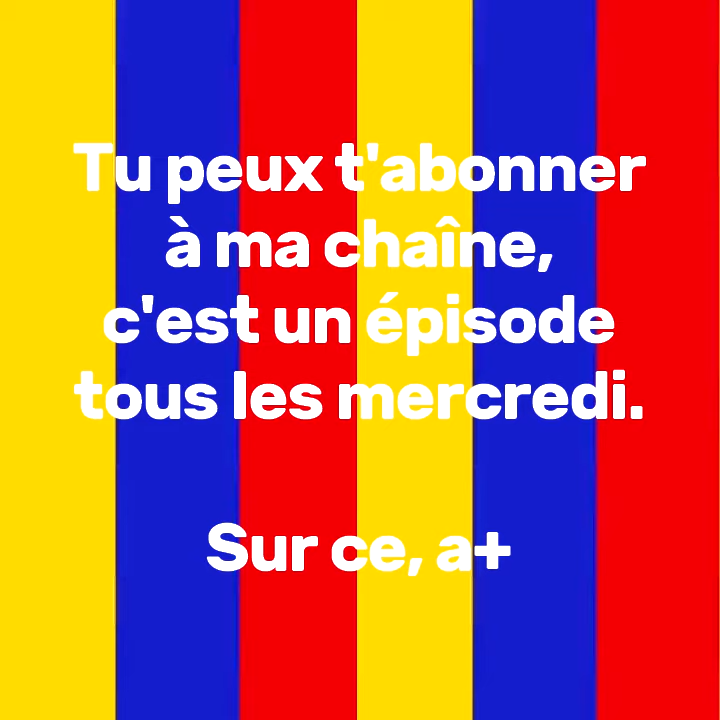 Tu peux t'abonner
à ma chaîne,
c'est un épisode
tous les mercredi.
Sur ce, a+